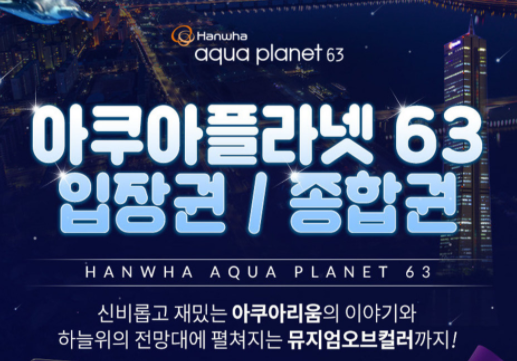 Hanwha
aqua planet 63
아쿠아플라넷 63
입장권 / 종합권
HANWHA AQUA PLANET 63
신비롭고 재밌는 아쿠아리움의 이야기와
하늘위의 전망대에 펼쳐지는 뮤지엄오브컬러까지!